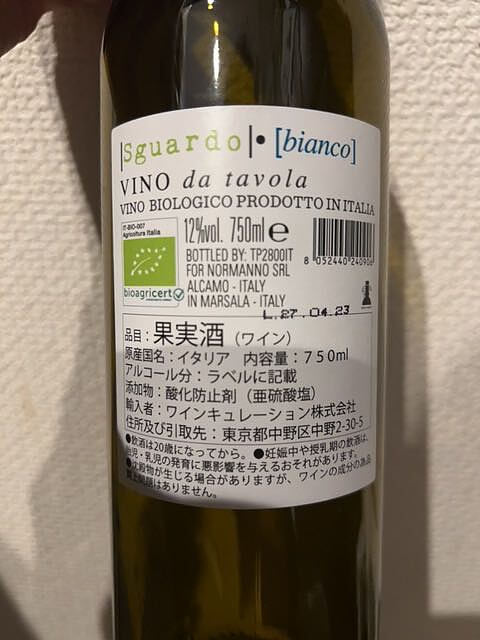 |Sguardo|•[bianco]
VINO da tavola
VINO BIOLOGICO PRODOTTO IN ITALIA
IT-BIO-007
Agricoltura Italia
bioagricert
12%vol. 750ml e
BOTTLED BY: TP2800IT
FOR NORMANNO SRL
ALCAMO - ITALY
IN MARSALA - ITALY
8 052440 240906
L.27.04.23
品目：果実酒（ワイン）
原産国名：イタリア 内容量：750ml
アルコール分：ラベルに記載
添加物：酸化防止剤（亜硫酸塩）
輸入者：ワインキュレーション株式会社
住所及び引取先：東京都中野区中野2-30-5
●飲酒は20歳になってから。●妊娠中や授乳期の飲酒は、
胎児・乳児の発育に悪影響を与えるおそれがあります。
●沈殿物が生じる場合がありますが、ワインの成分の為品
質上問題はありません。